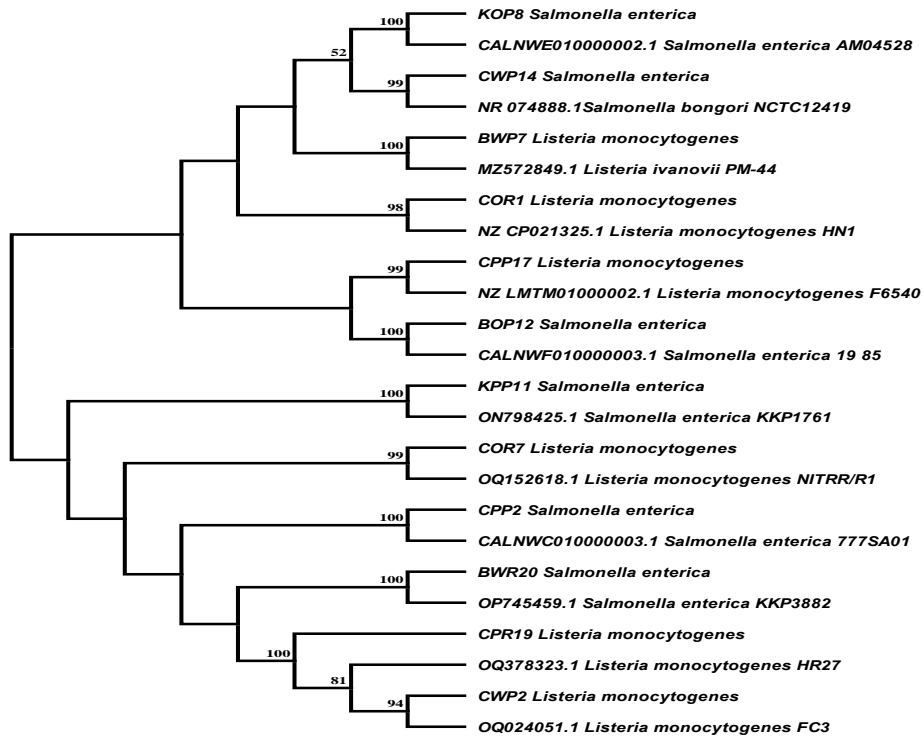 KOP8 Salmonella enterica
100
CALNWE010000002.1 Salmonella enterica AM04528
52
CWP14 Salmonella enterica
99
NR 074888.1Salmonella bongori NCTC12419
BWP7 Listeria monocytogenes
100
MZ572849.1 Listeria ivanovii PM-44
COR1 Listeria monocytogenes
98
NZ CP021325.1 Listeria monocytogenes HN1
CPP17 Listeria monocytogenes
99
NZ LMTM01000002.1 Listeria monocytogenes F6540
BOP12 Salmonella enterica
100
CALNWF010000003.1 Salmonella enterica 19 85
KPP11 Salmonella enterica
100
ON798425.1 Salmonella enterica KKP1761
COR7 Listeria monocytogenes
99
OQ152618.1 Listeria monocytogenes NITRR/R1
CPP2 Salmonella enterica
100
CALNWC010000003.1 Salmonella enterica 777SA01
BWR20 Salmonella enterica
100
OP745459.1 Salmonella enterica KKP3882
CPR19 Listeria monocytogenes
100
OQ378323.1 Listeria monocytogenes HR27
81
CWP2 Listeria monocytogenes
94
OQ024051.1 Listeria monocytogenes FC3